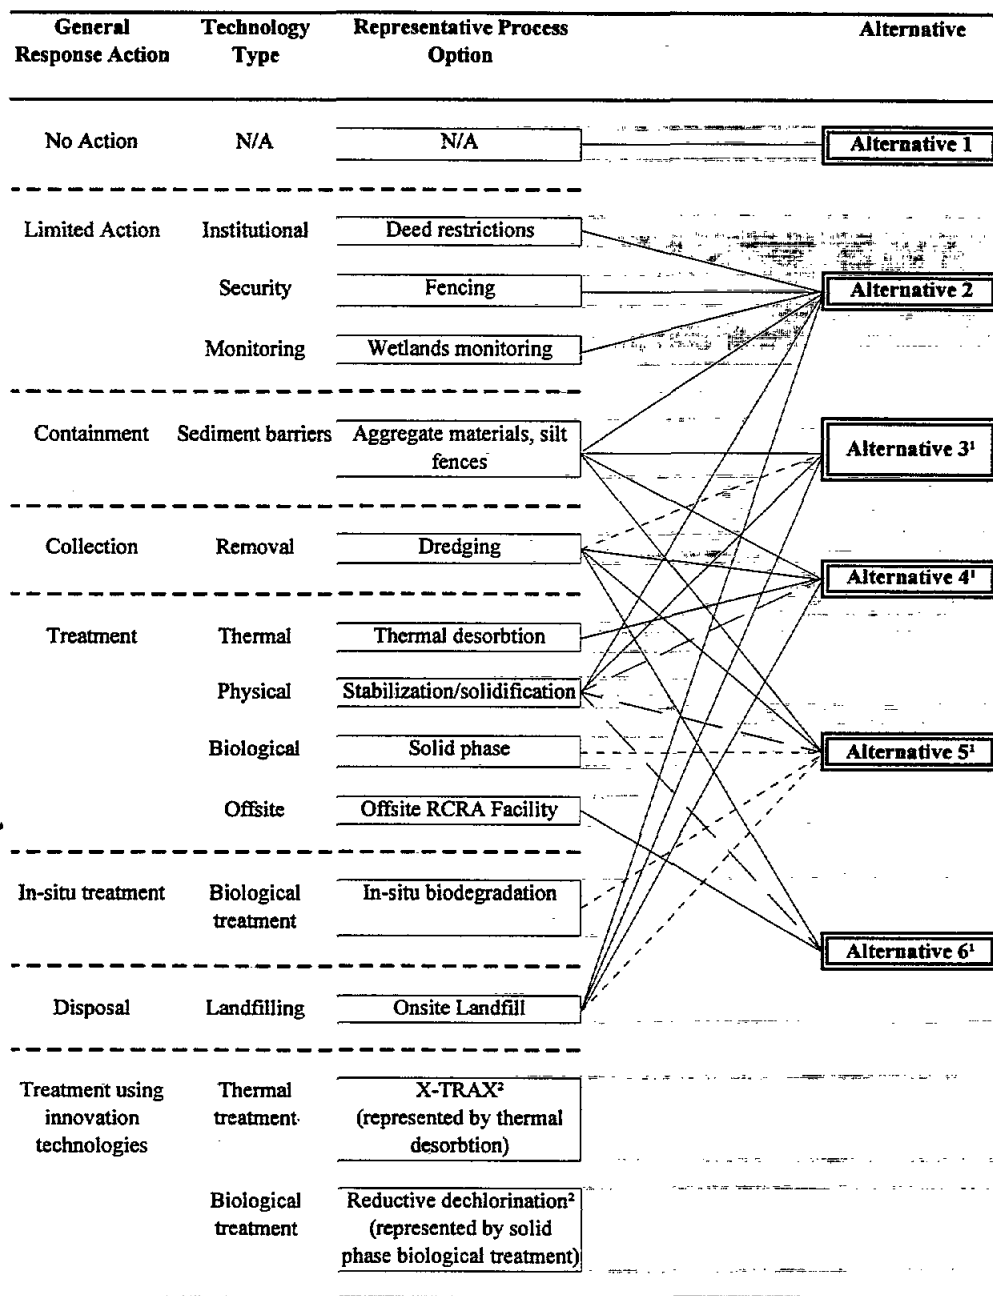 General Technology Representative Process Alternative
Response Action Type Option
No Action N/A N/A Alternative 1
Limited Action Institutional Deed restrictions
Security Fencing Alternative 2
Monitoring Wetlands monitoring
Containment Sediment barriers Aggregate materials, silt Alternative 3¹
fences
Collection Removal Dredging
Alternative 4¹
Treatment Thermal Thermal desorbtion
Physical Stabilization/solidification
Biological Solid phase Alternative 5¹
Offsite Offsite RCRA Facility
In-situ treatment Biological In-situ biodegradation
treatment
Alternative 6¹
Disposal Landfilling Onsite Landfill
Treatment using Thermal X-TRAX²
innovation treatment (represented by thermal
technologies desorbtion)
Biological Reductive dechlorination²
treatment (represented by solid
phase biological treatment)